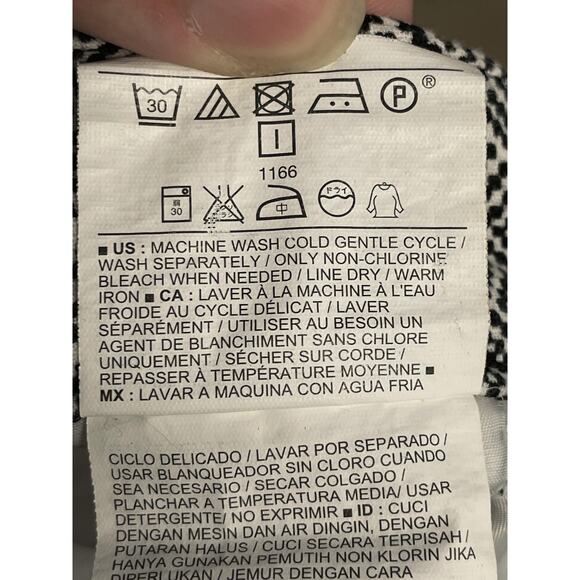 30 P ®
1166
弱 30 中 ドライ
■ US : MACHINE WASH COLD GENTLE CYCLE /
WASH SEPARATELY / ONLY NON-CHLORINE
BLEACH WHEN NEEDED / LINE DRY / WARM
IRON ■ CA : LAVER À LA MACHINE À L'EAU
FROIDE AU CYCLE DÉLICAT / LAVER
SÉPARÉMENT / UTILISER AU BESOIN UN
AGENT DE BLANCHIMENT SANS CHLORE
UNIQUEMENT / SÉCHER SUR CORDE /
REPASSER À TEMPÉRATURE MOYENNE ■
MX : LAVAR A MAQUINA CON AGUA FRIA
CICLO DELICADO / LAVAR POR SEPARADO /
USAR BLANQUEADOR SIN CLORO CUANDO
SEA NECESARIO / SECAR COLGADO /
PLANCHAR A TEMPERATURA MEDIA/ USAR
DETERGENTE/ NO EXPRIMIR ■ ID : CUCI
DENGAN MESIN DAN AIR DINGIN, DENGAN
PUTARAN HALUS / CUCI SECARA TERPISAH /
HANYA GUNAKAN PEMUTIH NON KLORIN JIKA
DIPERLUKAN / JEMUR DENGAN CARA